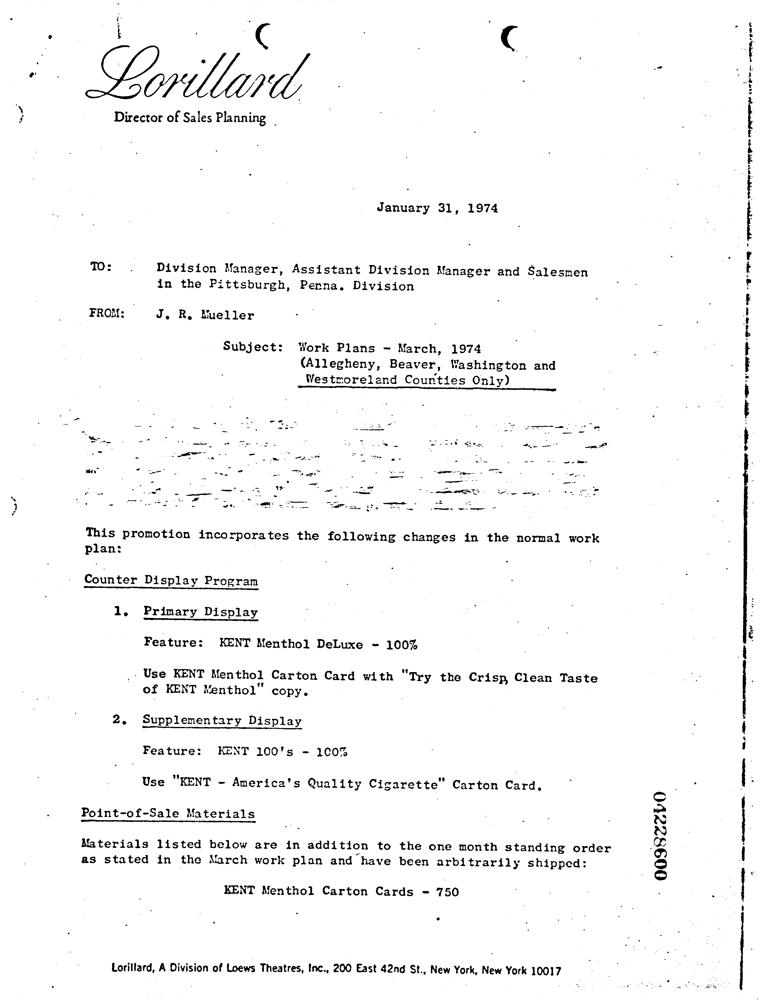 Lorillard
Director of Sales Planning
January 31, 1974
TO: Division Manager, Assistant Division Manager and Salesmen
in the Pittsburgh, Penna. Division
FROM: J. R. Mueller
Subject: Work Plans - March, 1974
(Allegheny, Beaver, Washington and
Westmoreland Counties Only)
This promotion incorporates the following changes in the normal work
plan:
Counter Display Program
1. Primary Display
Feature: KENT Menthol DeLuxe - 100%
Use KENT Menthol Carton Card with "Try the Crisp, Clean Taste
of KENT Menthol" copy.
2. Supplementary Display
Feature: KENT 100's - 100%
Use "KENT - America's Quality Cigarette" Carton Card.
Point-of-Sale Materials
Materials listed below are in addition to the one month standing order
as stated in the March work plan and have been arbitrarily shipped:
KENT Menthol Carton Cards - 750
04228600
Lorillard, A Division of Loews Theatres, Inc., 200 East 42nd St., New York, New York 10017